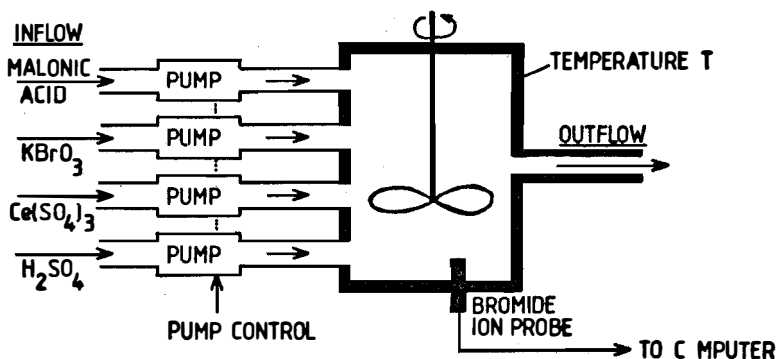 INFLOW
MALONIC
ACID
PUMP
TEMPERATURE T
KBrO3
PUMP
OUTFLOW
Ce(SO4)3
PUMP
H2SO4
PUMP
PUMP CONTROL
BROMIDE
ION PROBE
TO C MPUTER